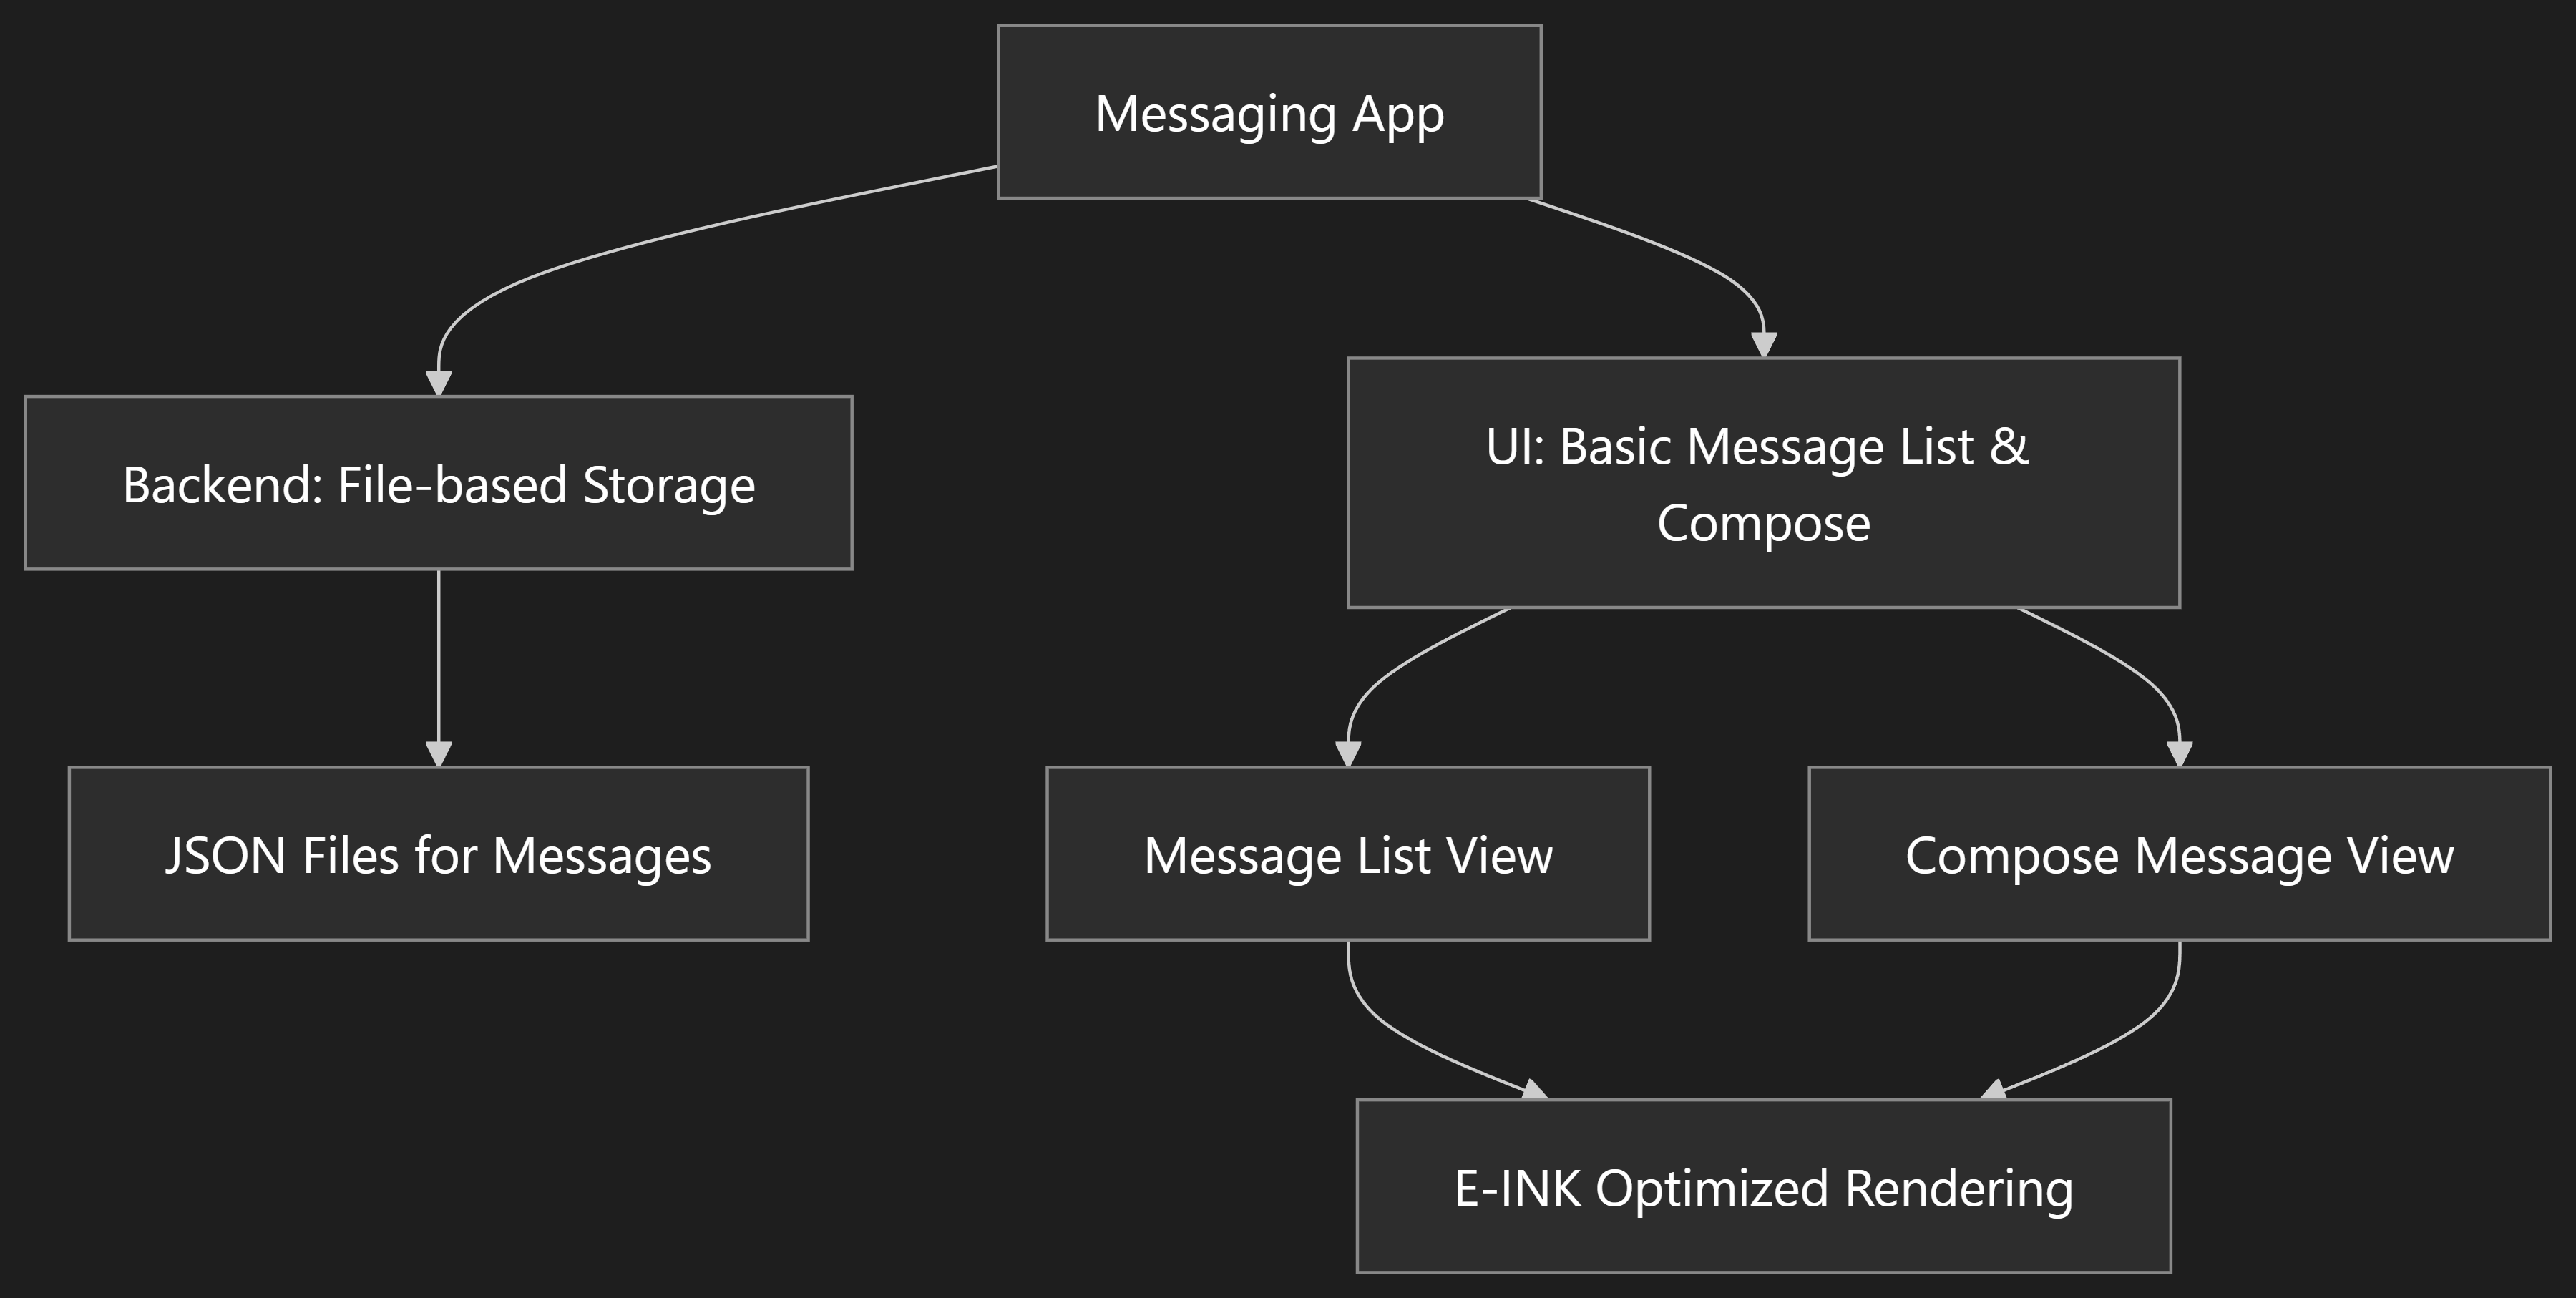 Messaging App
Backend: File-based Storage
UI: Basic Message List &
Compose
JSON Files for Messages
Message List View
Compose Message View
E-INK Optimized Rendering